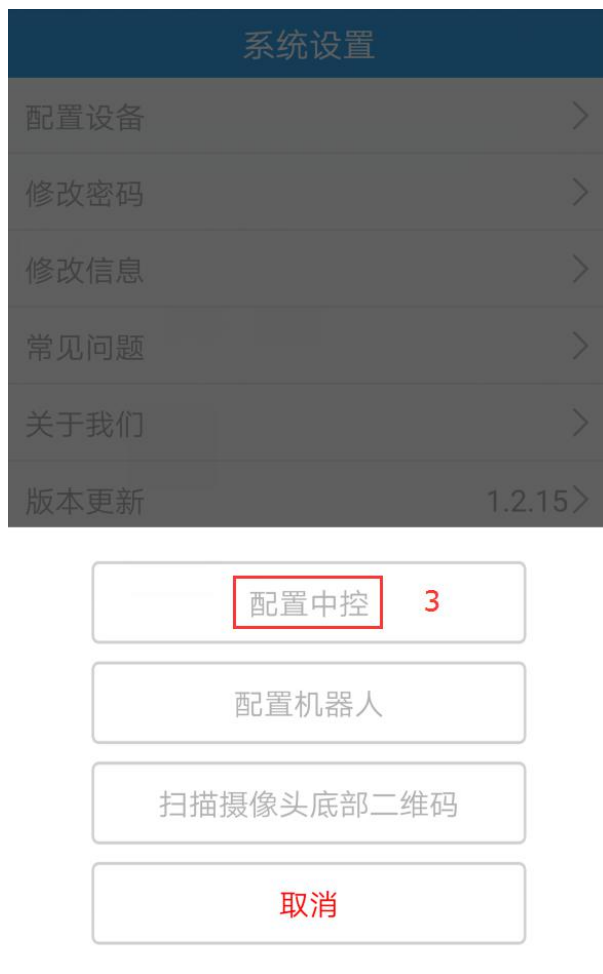 系统设置
配置设备
修改密码
修改信息
常见问题
关于我们
版本更新 1.2.15
配置中控 3
配置机器人
扫描摄像头底部二维码
取消